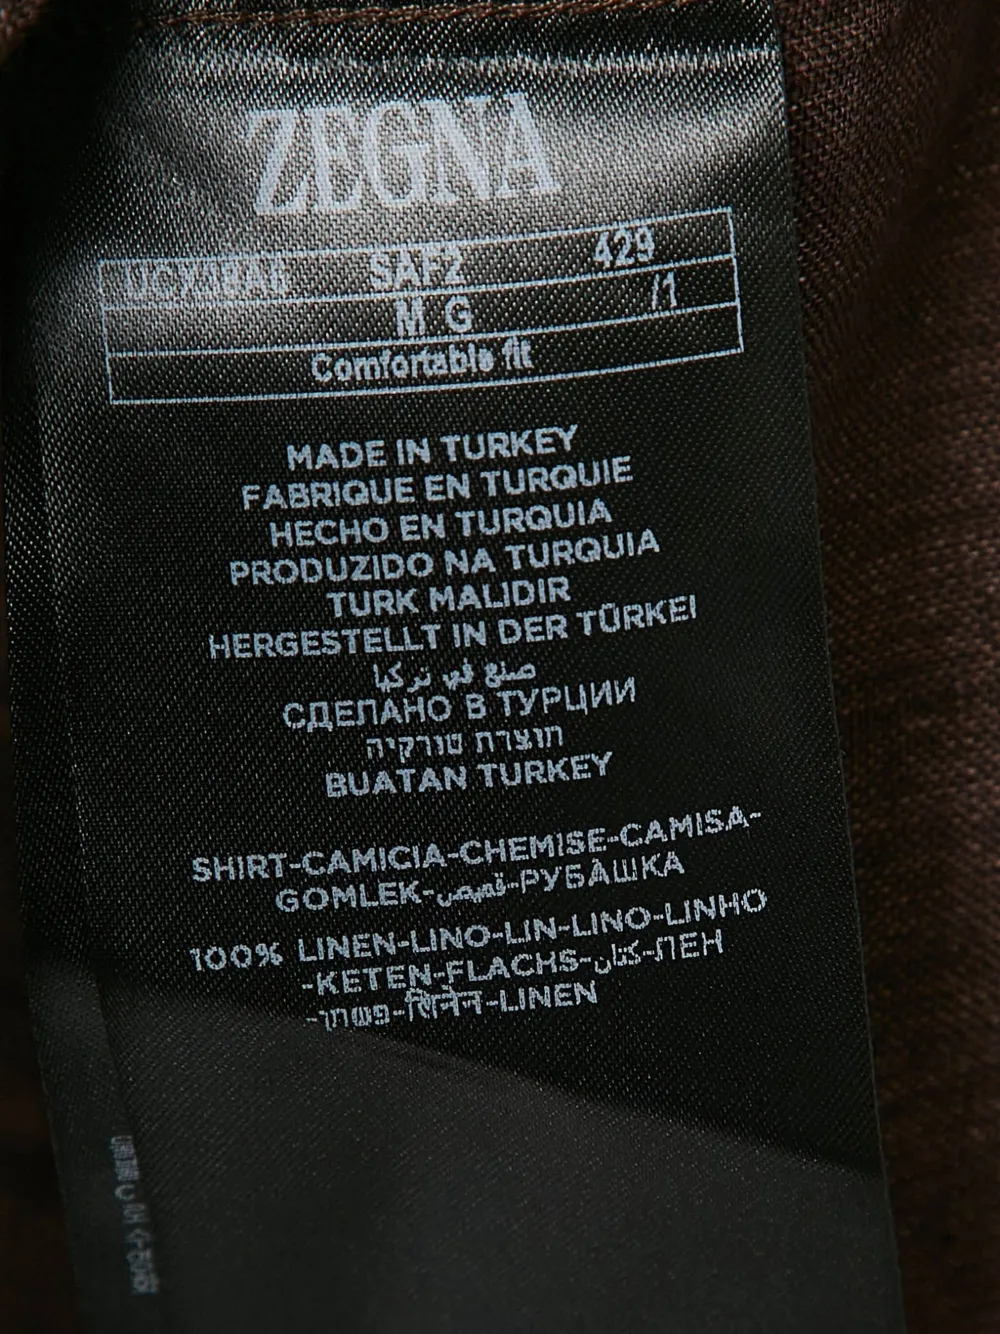 ZEGNA
UCX48A6 SAF2 429
M G /1
Comfortable fit
MADE IN TURKEY
FABRIQUE EN TURQUIE
HECHO EN TURQUIA
PRODUZIDO NA TURQUIA
TURK MALIDIR
HERGESTELLT IN DER TÜRKEI
صنع في تركيا
СДЕЛАНО В ТУРЦИИ
תוצרת טורקיה
BUATAN TURKEY
SHIRT-CAMICIA-CHEMISE-CAMISA-
GOMLEK-قميص-РУБАШКА
100% LINEN-LINO-LIN-LINO-LINHO
-KETEN-FLACHS-كتان-ЛЕН
-פשתן-लिनेन-LINEN